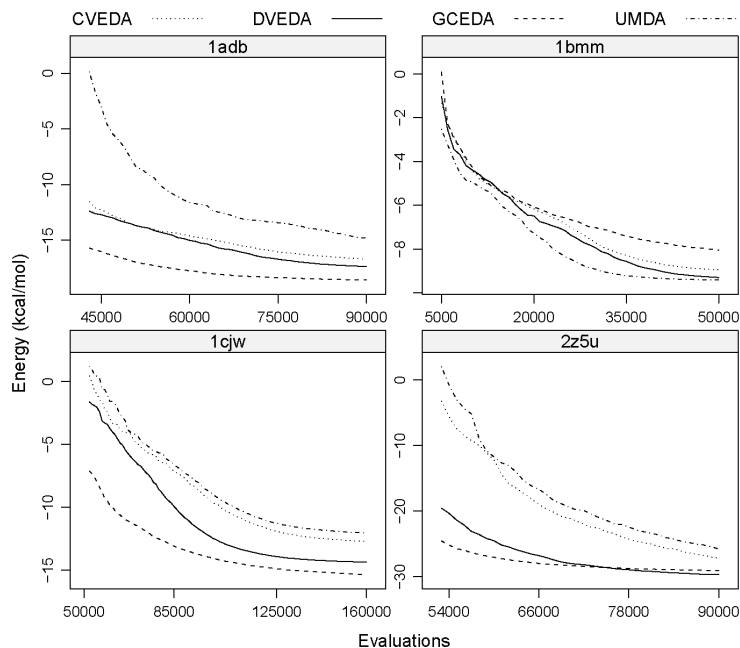 CVEDA DVEDA GCEDA UMDA
1adb
0
−5
−10
−15
45000 60000 75000 90000
1bmm
0
−2
−4
−6
−8
5000 20000 35000 50000
Energy (kcal/mol)
1cjw
0
−5
−10
−15
50000 85000 125000 160000
2z5u
0
−10
−20
−30
54000 66000 78000 90000
Evaluations